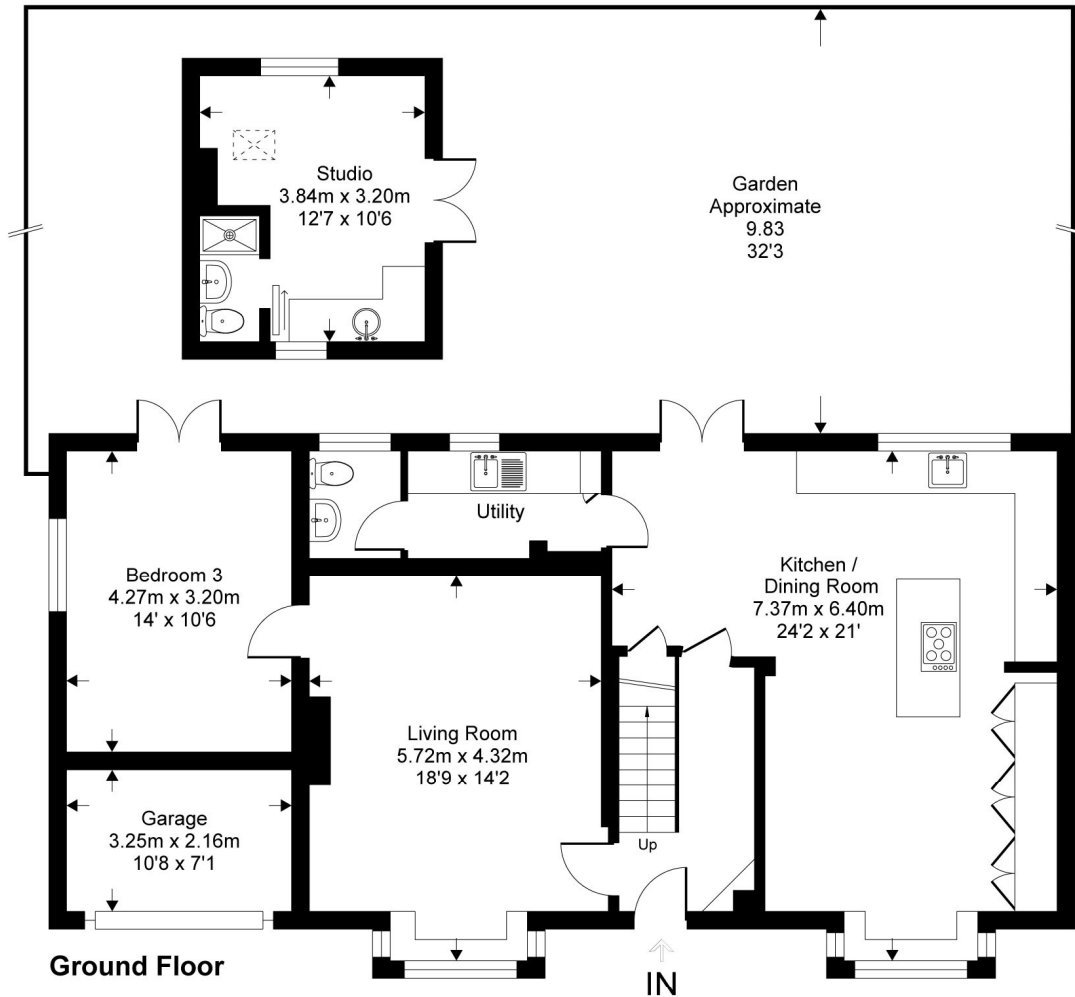 Studio
3.84m x 3.20m
12'7 x 10'6
Garden
Approximate
9.83
32'3
Utility
Bedroom 3
4.27m x 3.20m
14' x 10'6
Kitchen /
Dining Room
7.37m x 6.40m
24'2 x 21'
Living Room
5.72m x 4.32m
18'9 x 14'2
Garage
3.25m x 2.16m
10'8 x 7'1
Up
Ground Floor
IN